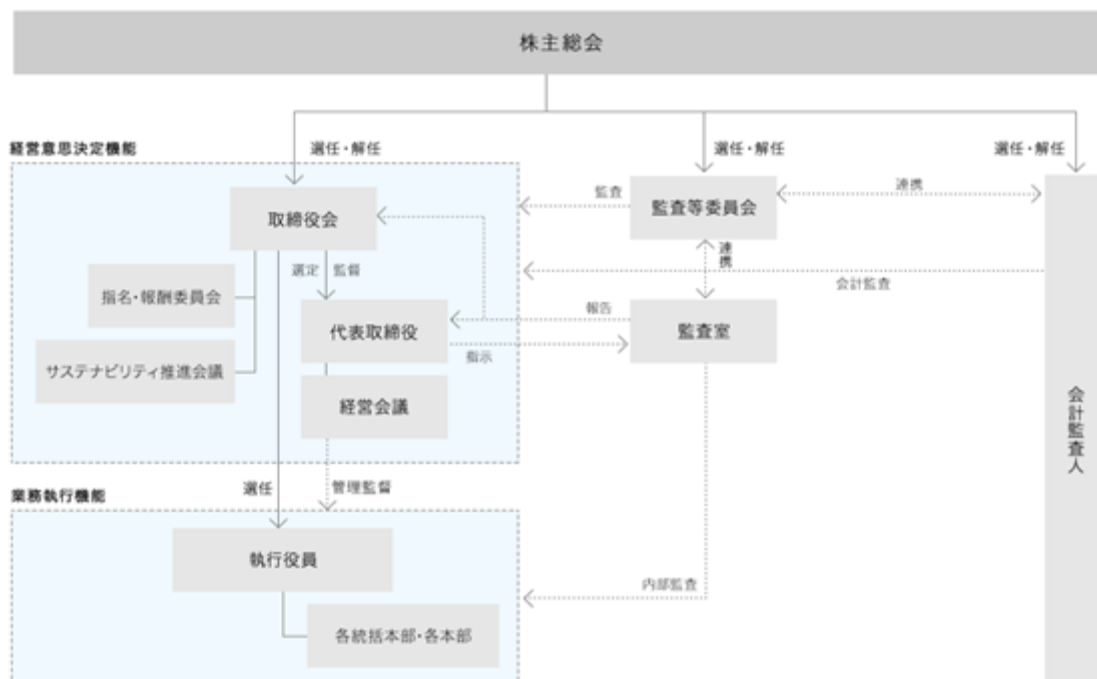 株主総会
経営意思決定機能
選任・解任
選任・解任
選任・解任
取締役会
監査
監査等委員会
連携
指名・報酬委員会
選定
監督
連携
会計監査
サステナビリティ推進会議
代表取締役
報告
指示
監査室
経営会議
会計監査人
選任
管理監督
業務執行機能
執行役員
内部監査
各統括本部・各本部